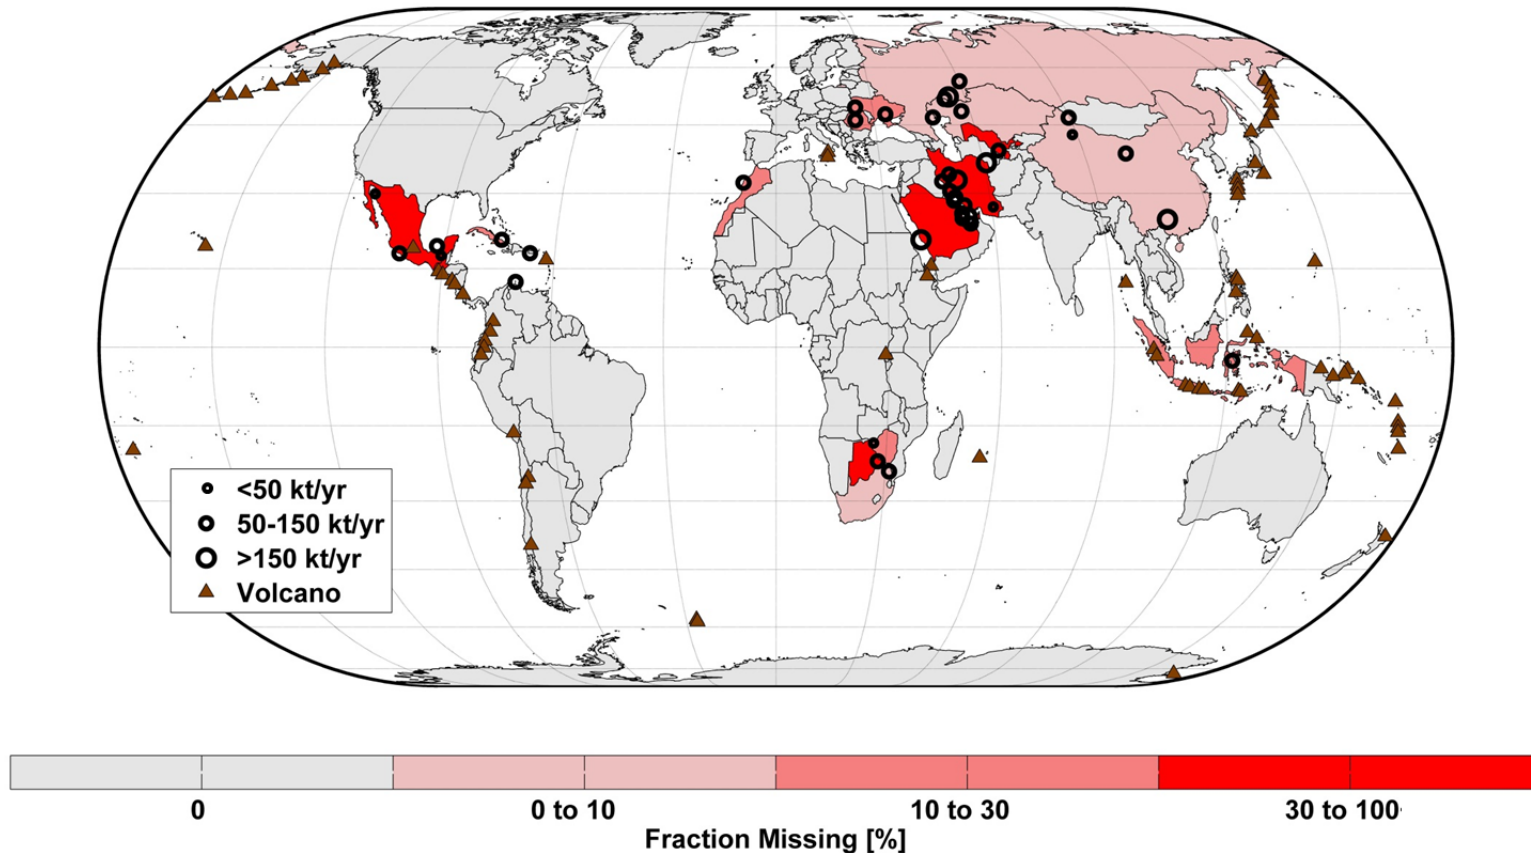 <50 kt/yr
50-150 kt/yr
>150 kt/yr
Volcano
0 0 to 10 10 to 30 30 to 100
Fraction Missing [%]